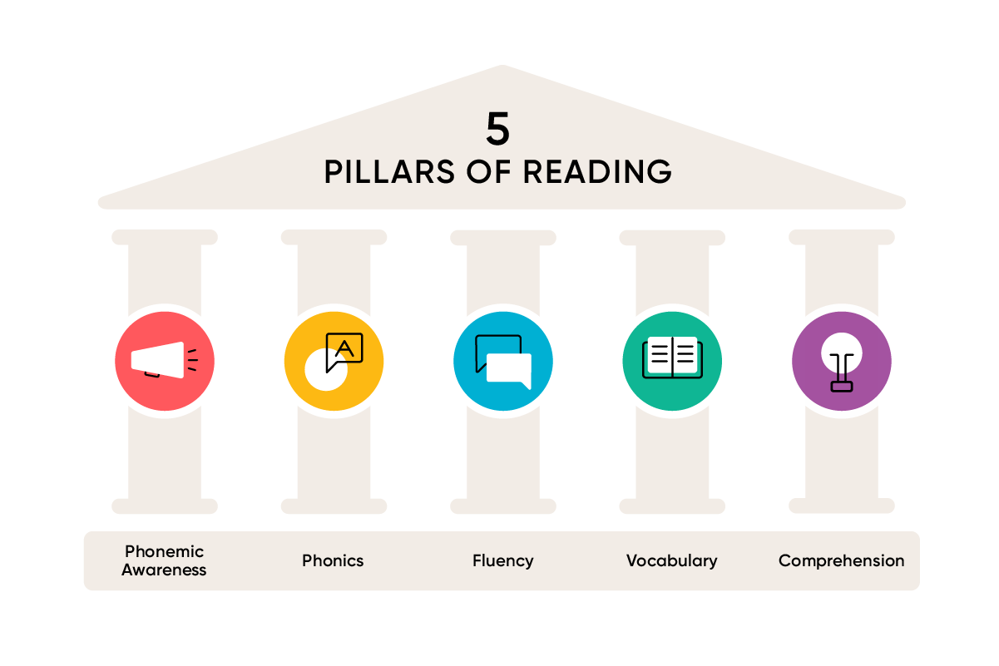 5
PILLARS OF READING
A
Phonemic
Awareness
Phonics
Fluency
Vocabulary
Comprehension